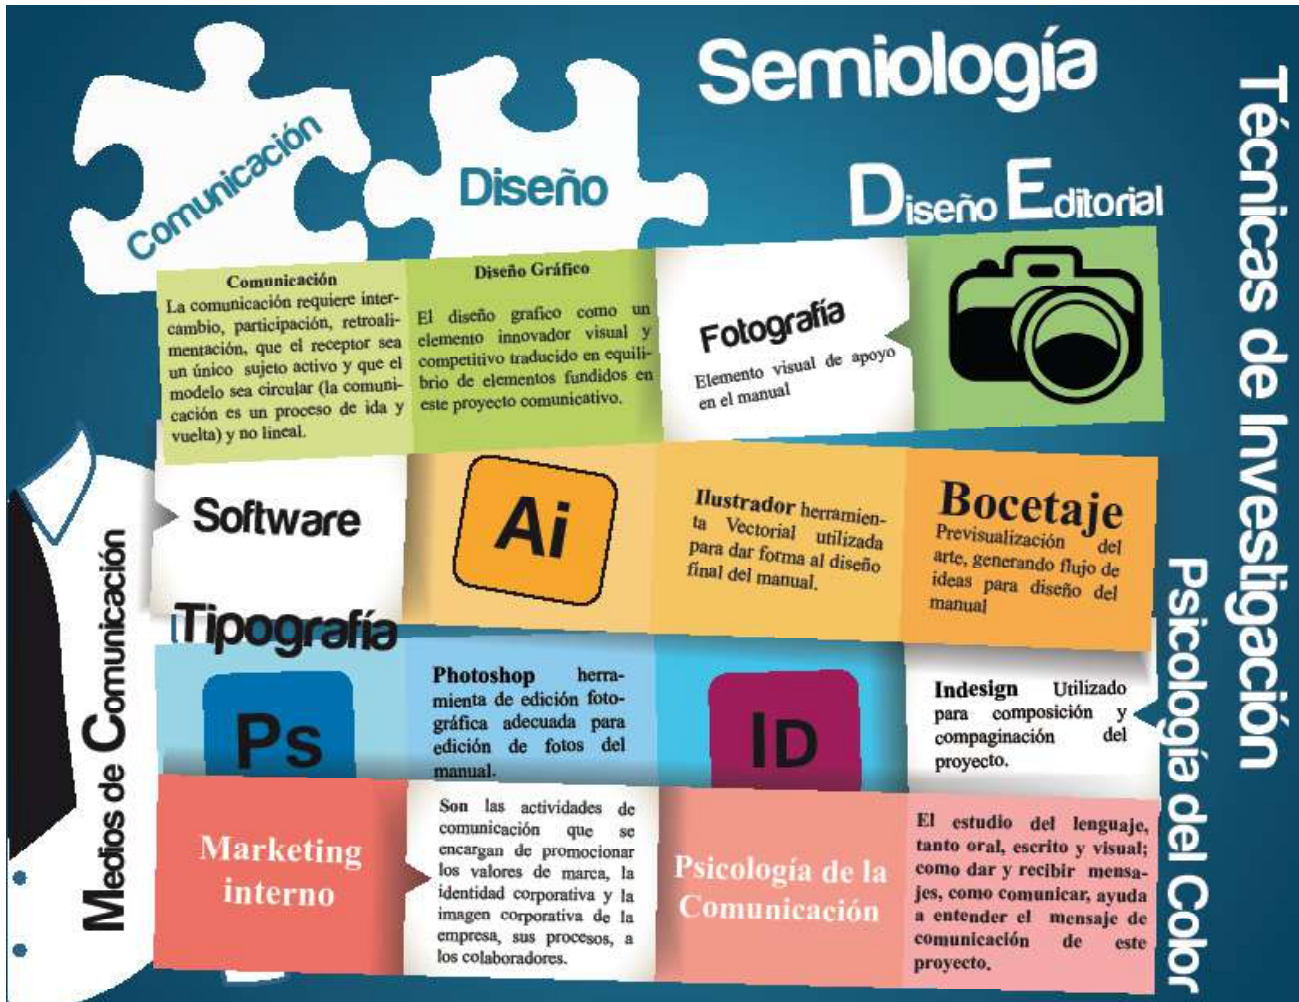 Semiología
Comunicación
Diseño
Diseño Editorial
Técnicas de Investigación
Comunicación
La comunicación requiere inter-
cambio, participación, retroali-
mentación, que el receptor sea
un único sujeto activo y que el
modelo sea circular (la comuni-
cación es un proceso de ida y
vuelta) y no lineal.
Diseño Gráfico
El diseño grafico como un
elemento innovador visual y
competitivo traducido en equili-
brio de elementos fundidos en
este proyecto comunicativo.
Fotografía
Elemento visual de apoyo
en el manual
Software
Ai
Ilustrador herramien-
ta Vectorial utilizada
para dar forma al diseño
final del manual.
Bocetaje
Previsualización del
arte, generando flujo de
ideas para diseño del
manual
Tipografía
Ps
Photoshop herra-
mienta de edición foto-
gráfica adecuada para
edición de fotos del
manual.
ID
Indesign Utilizado
para composición y
compaginación del
proyecto.
Medios de Comunicación
Psicología del Color
Marketing
interno
Son las actividades de
comunicación que se
encargan de promocionar
los valores de marca, la
identidad corporativa y la
imagen corporativa de la
empresa, sus procesos, a
los colaboradores.
Psicología de la
Comunicación
El estudio del lenguaje,
tanto oral, escrito y visual;
como dar y recibir mensa-
jes, como comunicar, ayuda
a entender el mensaje de
comunicación de este
proyecto.